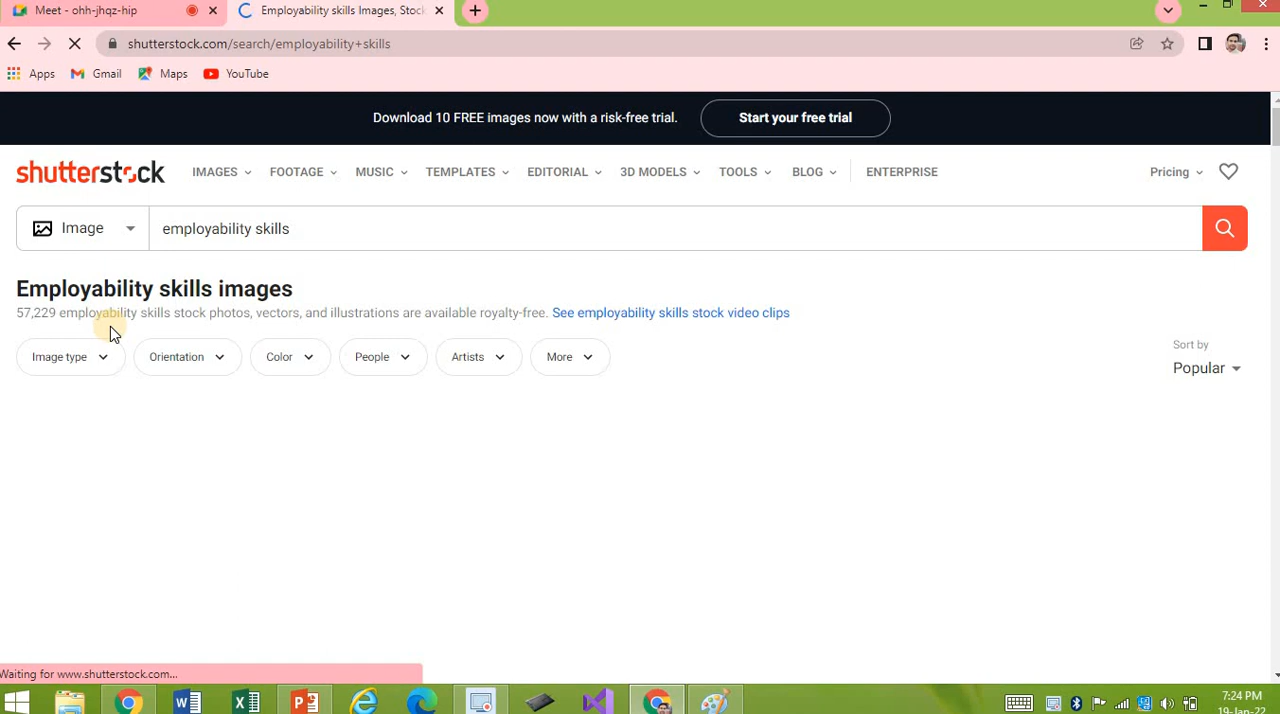 Meet - ohh-jhqz-hip
Employability skills Images, Stock
shutterstock.com/search/employability+skills
Apps Gmail Maps YouTube
Download 10 FREE images now with a risk-free trial. Start your free trial
shutterstock IMAGES FOOTAGE MUSIC TEMPLATES EDITORIAL 3D MODELS TOOLS BLOG ENTERPRISE Pricing
Image employability skills
Employability skills images
57,229 employability skills stock photos, vectors, and illustrations are available royalty-free. See employability skills stock video clips
Sort by
Image type Orientation Color People Artists More
Popular
Waiting for www.shutterstock.com...
7:24 PM
19-Jan-22